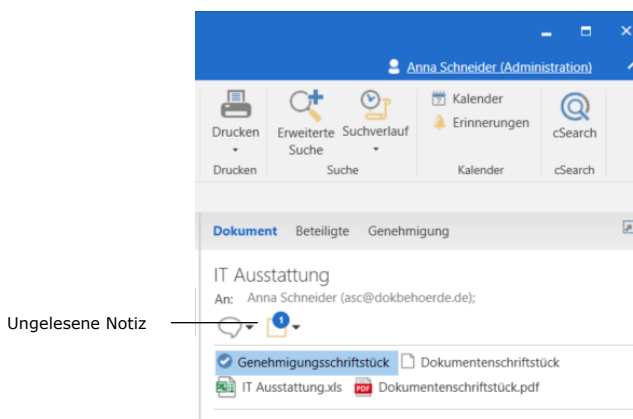 Anna Schneider (Administration)
Drucken
Erweiterte Suche
Suchverlauf
Kalender
Erinnerungen
cSearch
Drucken
Suche
Kalender
cSearch
Dokument Beteiligte Genehmigung
IT Ausstattung
An: Anna Schneider (asc@dokbehoerde.de);
Ungelesene Notiz
1
Genehmigungsschriftstück Dokumentenschriftstück
IT Ausstattung.xls PDF Dokumentenschriftstück.pdf